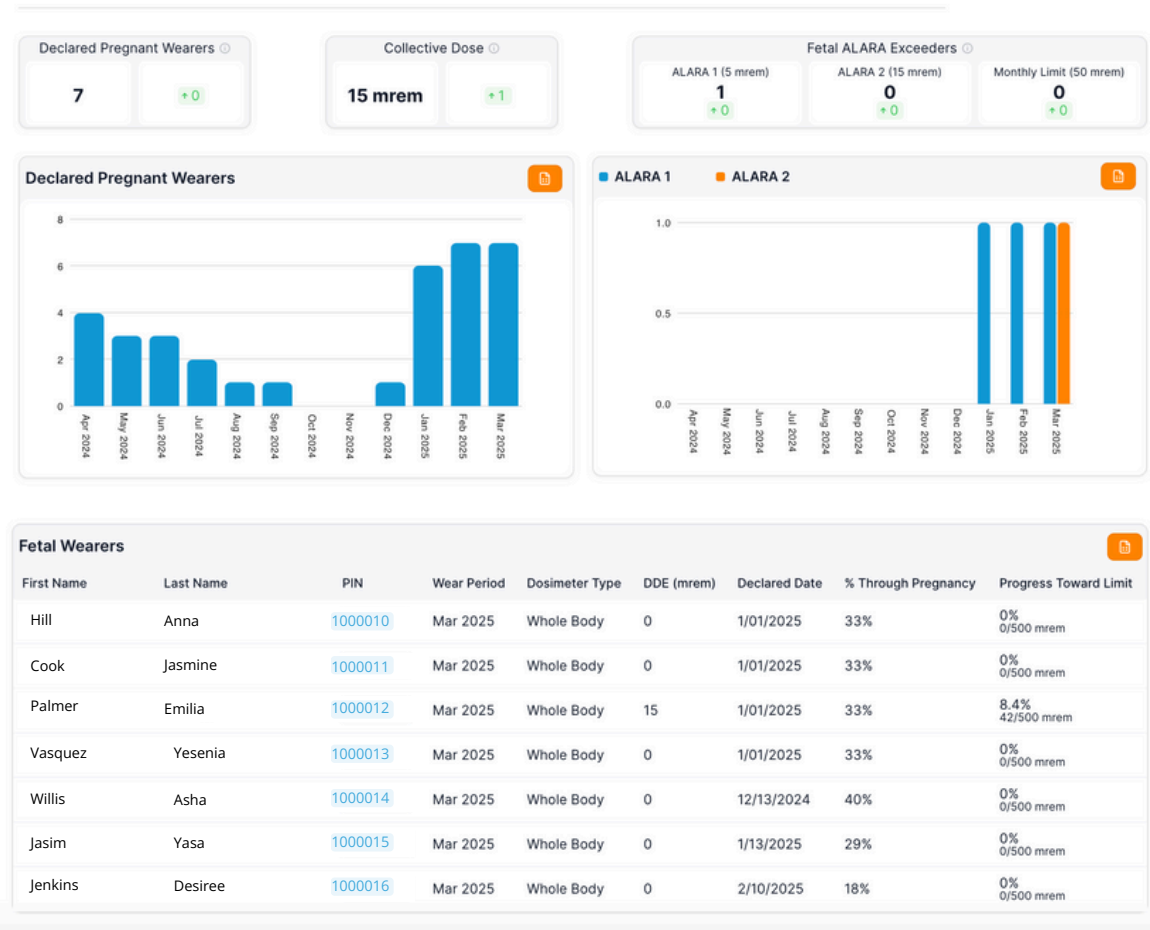 Declared Pregnant Wearers
7
↑ 0
Collective Dose
15 mrem
↑ 1
Fetal ALARA Exceeders
ALARA 1 (5 mrem)
1
↑ 0
ALARA 2 (15 mrem)
0
↑ 0
Monthly Limit (50 mrem)
0
↑ 0
Declared Pregnant Wearers
8
6
4
2
0
Apr 2024
May 2024
Jun 2024
Jul 2024
Aug 2024
Sep 2024
Oct 2024
Nov 2024
Dec 2024
Jan 2025
Feb 2025
Mar 2025
ALARA 1
ALARA 2
1.0
0.5
0.0
Apr 2024
May 2024
Jun 2024
Jul 2024
Aug 2024
Sep 2024
Oct 2024
Nov 2024
Dec 2024
Jan 2025
Feb 2025
Mar 2025
Fetal Wearers
First Name Last Name PIN Wear Period Dosimeter Type DDE (mrem) Declared Date % Through Pregnancy Progress Toward Limit
Hill Anna 1000010 Mar 2025 Whole Body 0 1/01/2025 33% 0%
0/500 mrem
Cook Jasmine 1000011 Mar 2025 Whole Body 0 1/01/2025 33% 0%
0/500 mrem
Palmer Emilia 1000012 Mar 2025 Whole Body 15 1/01/2025 33% 8.4%
42/500 mrem
Vasquez Yesenia 1000013 Mar 2025 Whole Body 0 1/01/2025 33% 0%
0/500 mrem
Willis Asha 1000014 Mar 2025 Whole Body 0 12/13/2024 40% 0%
0/500 mrem
Jasim Yasa 1000015 Mar 2025 Whole Body 0 1/13/2025 29% 0%
0/500 mrem
Jenkins Desiree 1000016 Mar 2025 Whole Body 0 2/10/2025 18% 0%
0/500 mrem